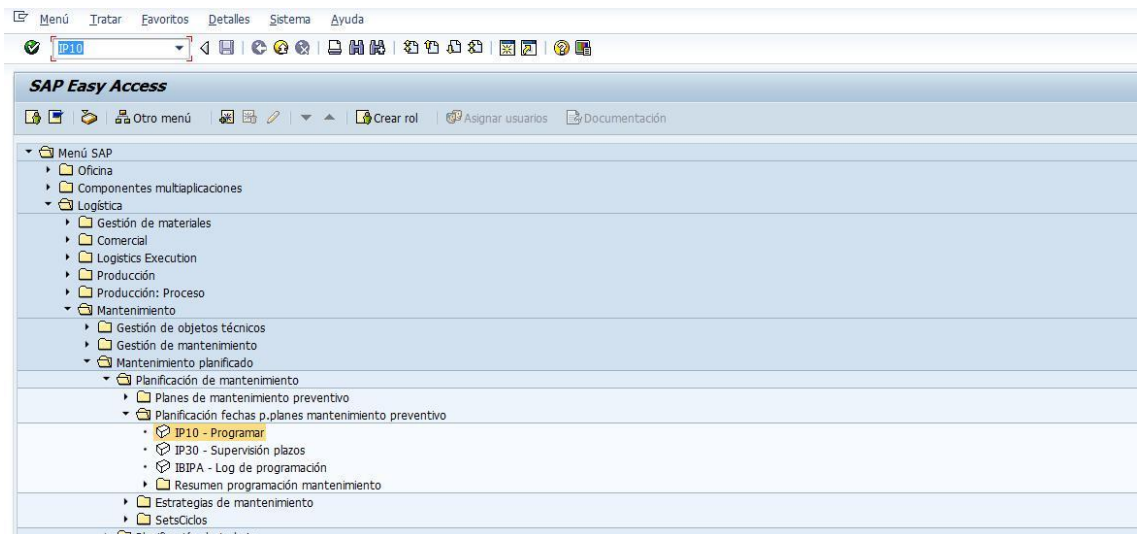 Menú Tratar Favoritos Detalles Sistema Ayuda
IP10
SAP Easy Access
Otro menú Crear rol Asignar usuarios Documentación
Menú SAP
Oficina
Componentes multiaplicaciones
Logística
Gestión de materiales
Comercial
Logistics Execution
Producción
Producción: Proceso
Mantenimiento
Gestión de objetos técnicos
Gestión de mantenimiento
Mantenimiento planificado
Planificación de mantenimiento
Planes de mantenimiento preventivo
Planificación fechas p.planes mantenimiento preventivo
IP10 - Programar
IP30 - Supervisión plazos
IBIPA - Log de programación
Resumen programación mantenimiento
Estrategias de mantenimiento
SetsCiclos